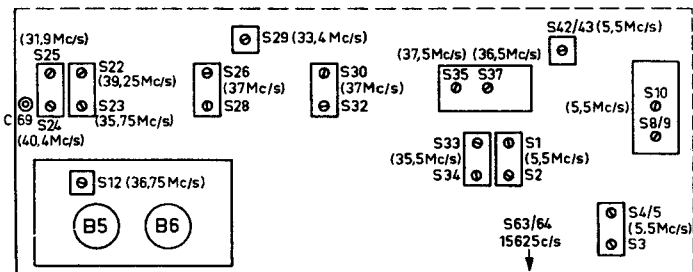 S42/43 (5,5Mc/s)
S29 (33,4 Mc/s)
(31,9Mc/s)
S25
S22
(39,25Mc/s)
S23
(35,75Mc/s)
S24
C 69
(40,4Mc/s)
S26
(37Mc/s)
S28
S30
(37Mc/s)
S32
(37,5Mc/s) (36,5Mc/s)
S35 S37
S10
(5,5Mc/s)
S8/9
S33
(35,5Mc/s)
S34
S1
(5,5Mc/s)
S2
S12 (36,75Mc/s)
B5 B6
S63/64
15625c/s
S4/5
(5,5Mc/s)
S3